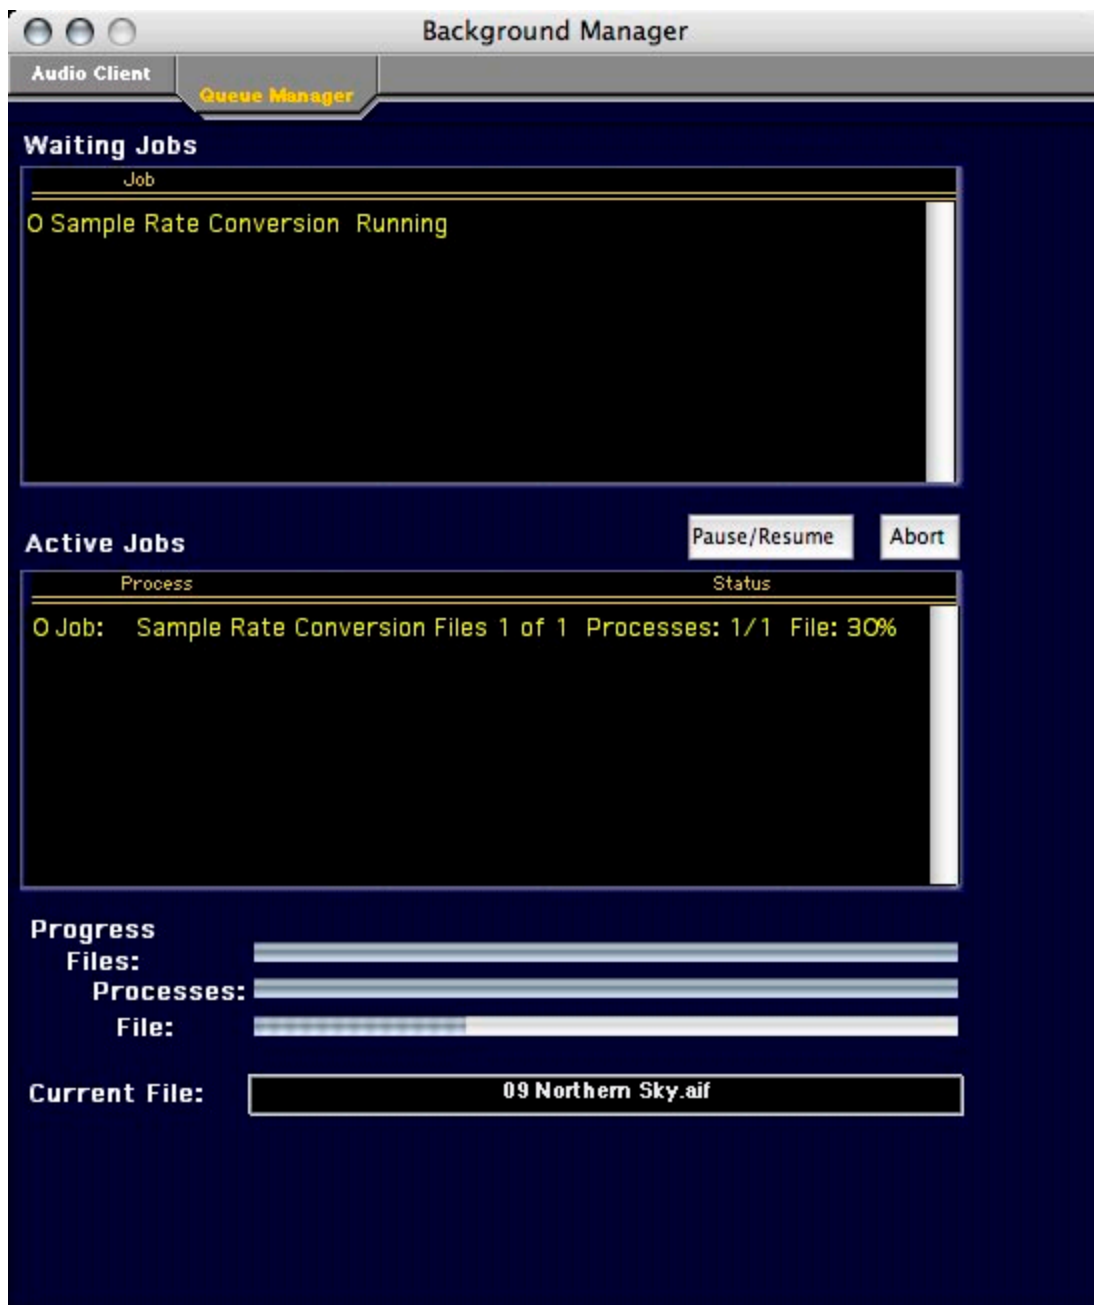 Background Manager
Audio Client
Queue Manager
Waiting Jobs
Job
O Sample Rate Conversion Running
Active Jobs
Pause/Resume
Abort
Process Status
O Job: Sample Rate Conversion Files 1 of 1 Processes: 1/1 File: 30%
Progress
Files:
Processes:
File:
Current File: 09 Northern Sky.aif